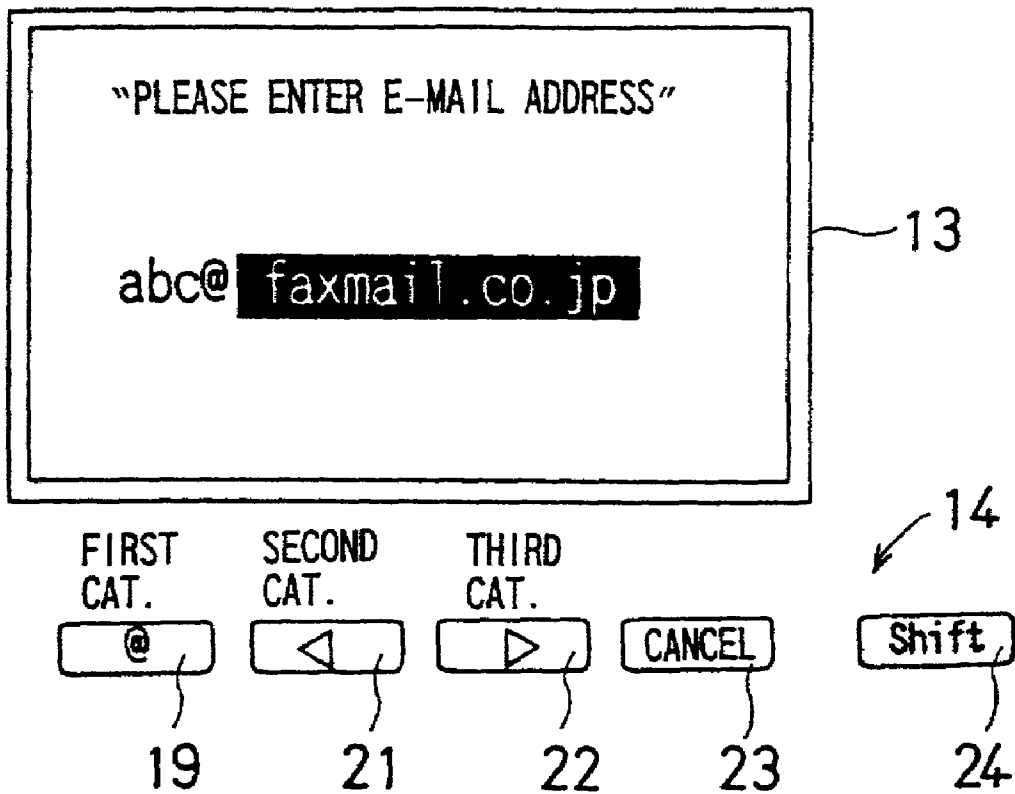 "PLEASE ENTER E-MAIL ADDRESS"
13
abc@ faxmail.co.jp
14
FIRST CAT.
SECOND CAT.
THIRD CAT.
@
◁
▷
CANCEL
Shift
19
21
22
23
24